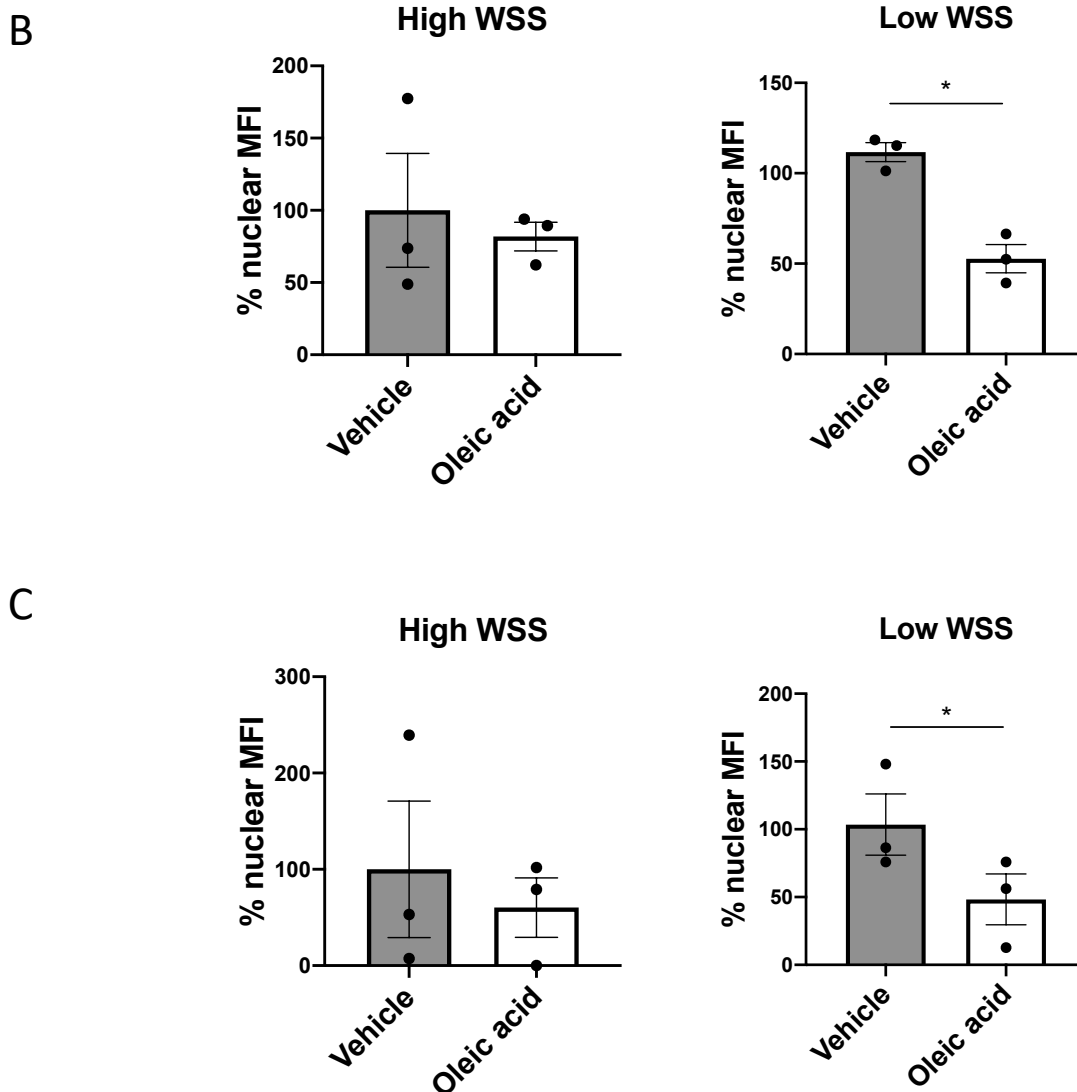 B
High WSS
% nuclear MFI
200
150
100
50
0
Vehicle
Oleic acid
Low WSS
% nuclear MFI
150
100
50
0
*
Vehicle
Oleic acid
C
High WSS
% nuclear MFI
300
200
100
0
Vehicle
Oleic acid
Low WSS
% nuclear MFI
200
150
100
50
0
*
Vehicle
Oleic acid